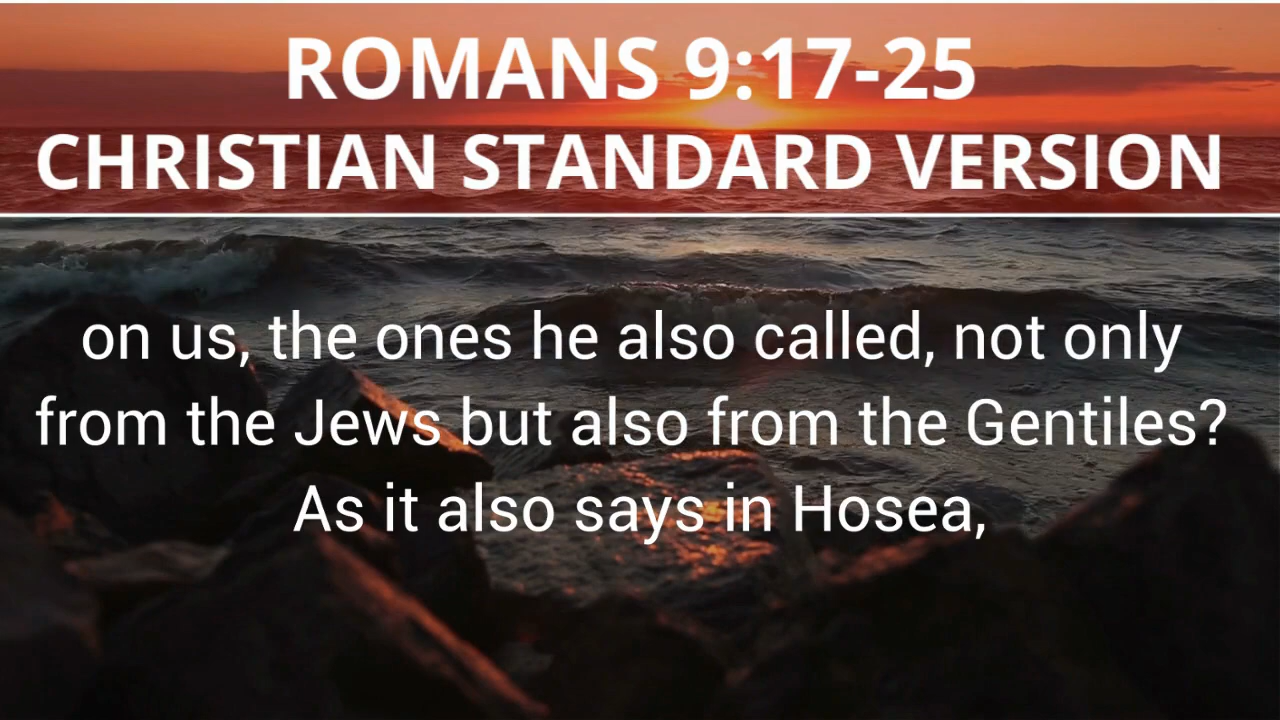 ROMANS 9:17-25
CHRISTIAN STANDARD VERSION
on us, the ones he also called, not only
from the Jews but also from the Gentiles?
As it also says in Hosea,